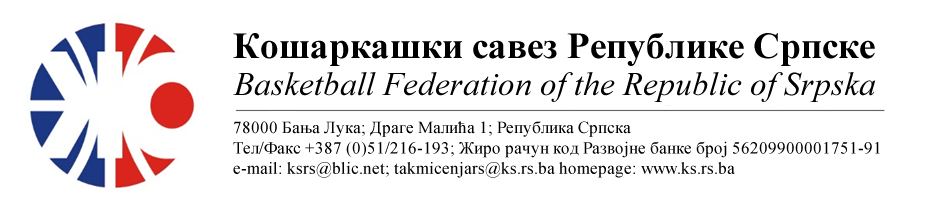 Кошаркашки савез Републике Српске
Basketball Federation of the Republic of Srpska
78000 Бања Лука; Драге Малића 1; Република Српска
Тел/Факс +387 (0)51/216-193; Жиро рачун код Развојне банке број 56209900001751-91
e-mail: ksrs@blic.net; takmicenjars@ks.rs.ba homepage: www.ks.rs.ba